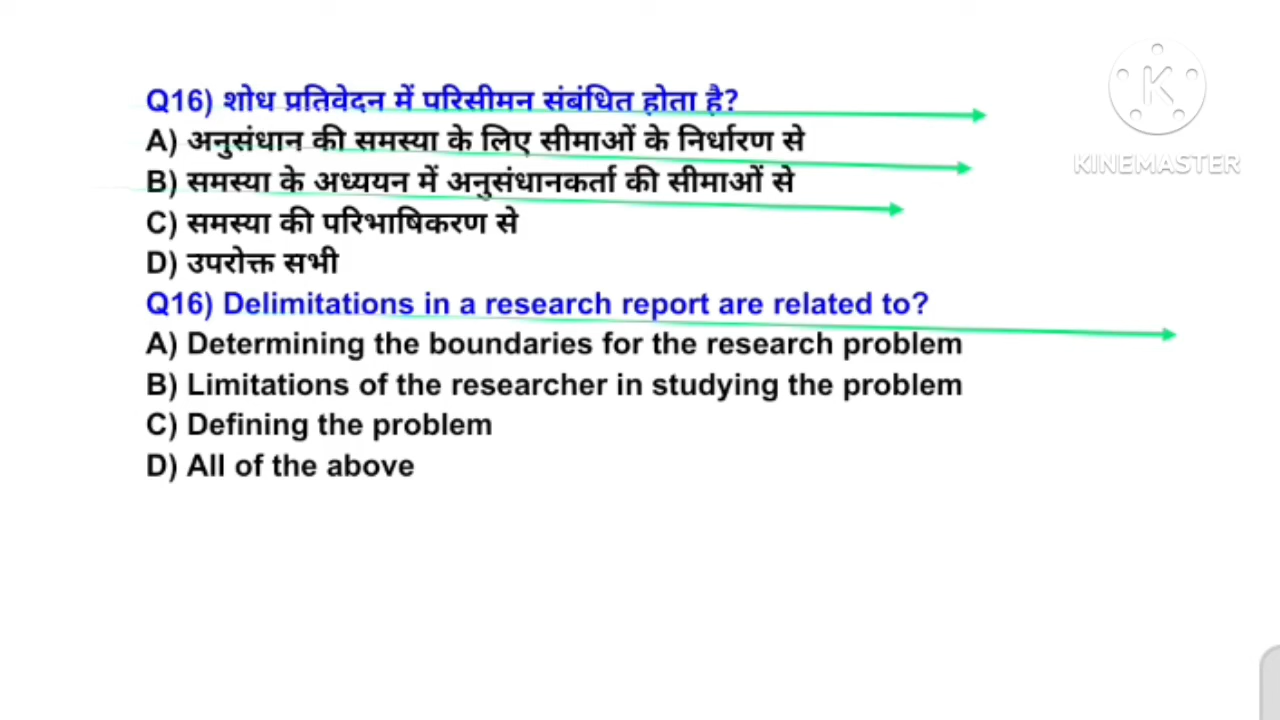 Q16) शोध प्रतिवेदन में परिसीमन संबंधित होता है?
A) अनुसंधान की समस्या के लिए सीमाओं के निर्धारण से
B) समस्या के अध्ययन में अनुसंधानकर्ता की सीमाओं से
C) समस्या की परिभाषिकरण से
D) उपरोक्त सभी
Q16) Delimitations in a research report are related to?
A) Determining the boundaries for the research problem
B) Limitations of the researcher in studying the problem
C) Defining the problem
D) All of the above
K
KINEMASTER